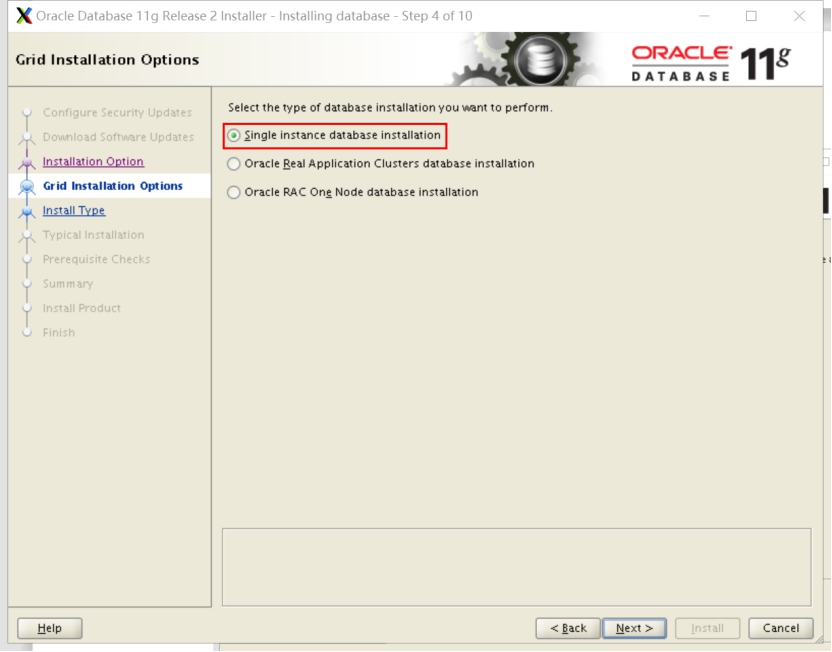 Oracle Database 11g Release 2 Installer - Installing database - Step 4 of 10
Grid Installation Options
ORACLE 11g
DATABASE
Configure Security Updates
Download Software Updates
Installation Option
Grid Installation Options
Install Type
Typical Installation
Prerequisite Checks
Summary
Install Product
Finish
Select the type of database installation you want to perform.
Single instance database installation
Oracle Real Application Clusters database installation
Oracle RAC One Node database installation
Help
< Back
Next >
Install
Cancel